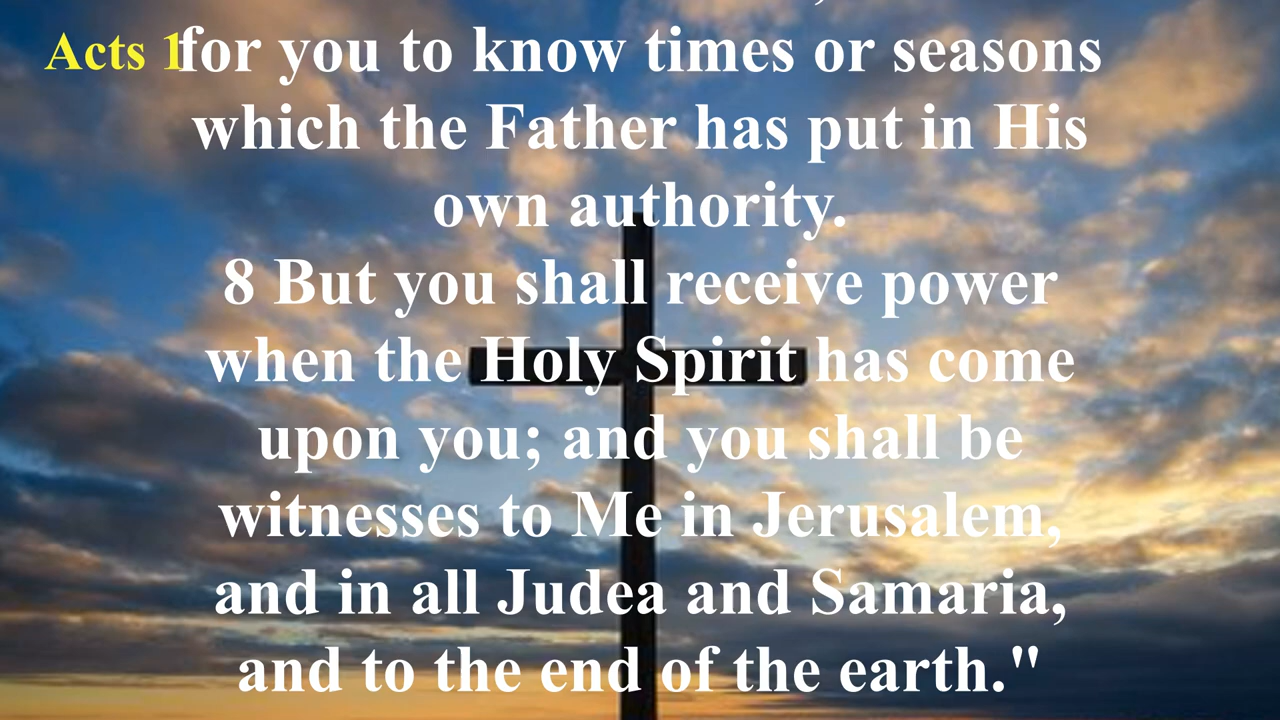 Acts 1
for you to know times or seasons
which the Father has put in His
own authority.
8 But you shall receive power
when the Holy Spirit has come
upon you; and you shall be
witnesses to Me in Jerusalem,
and in all Judea and Samaria,
and to the end of the earth."